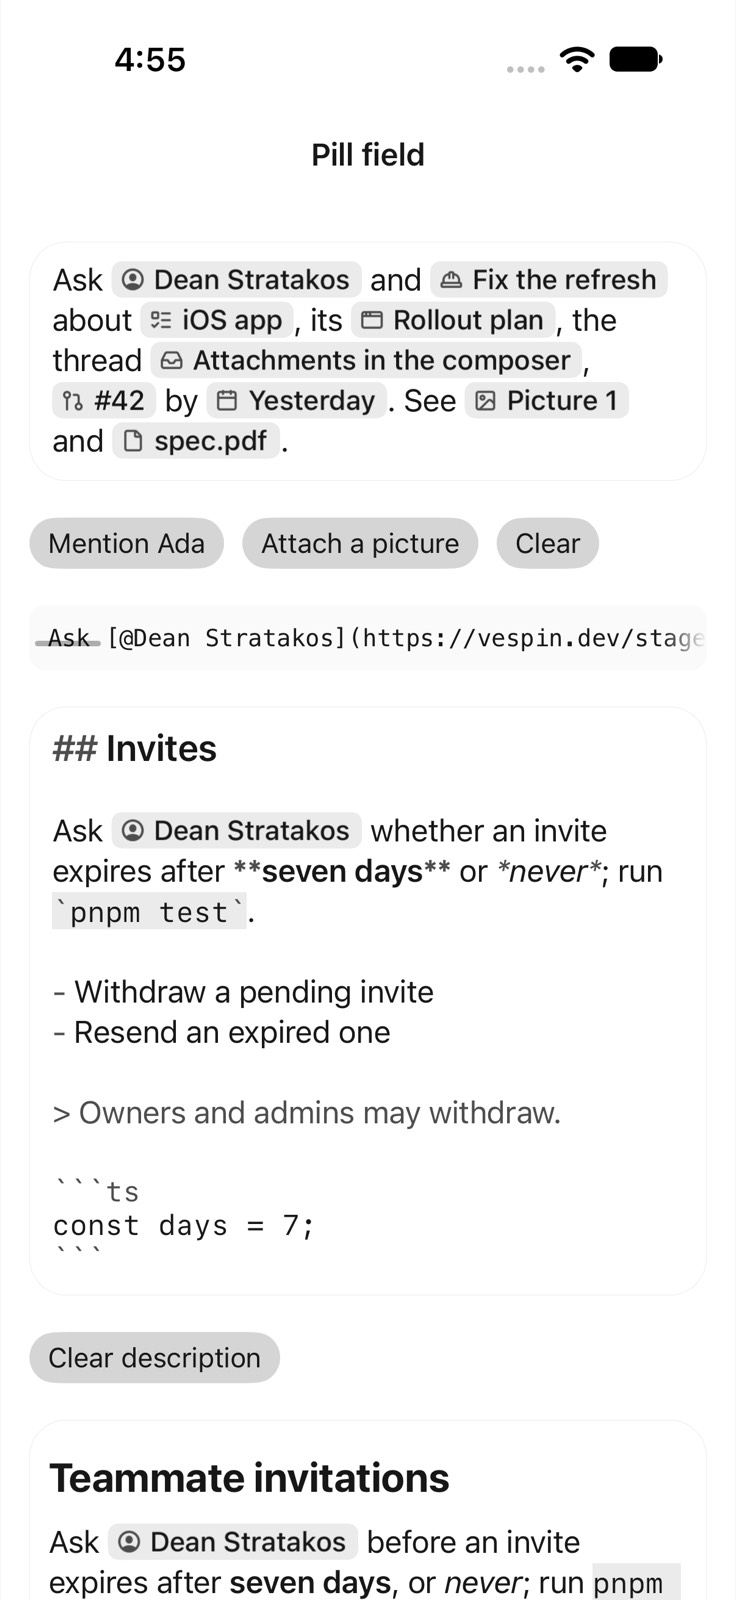 4:55
Pill field
Ask Dean Stratakos and Fix the refresh
about iOS app, its Rollout plan, the
thread Attachments in the composer,
#42 by Yesterday. See Picture 1
and spec.pdf.
Mention Ada Attach a picture Clear
Ask [@Dean Stratakos](https://vespin.dev/stage
## Invites
Ask Dean Stratakos whether an invite
expires after **seven days** or *never*; run
`pnpm test`.
- Withdraw a pending invite
- Resend an expired one
> Owners and admins may withdraw.
```ts
const days = 7;
```
Clear description
Teammate invitations
Ask Dean Stratakos before an invite
expires after seven days, or never; run pnpm